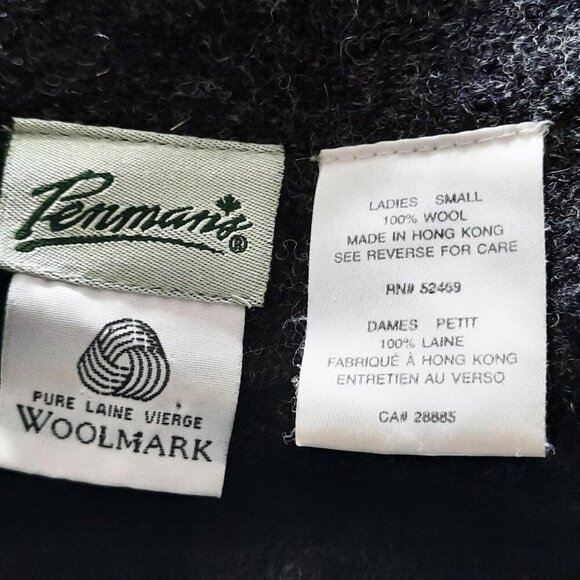 Penmans®
PURE LAINE VIERGE
WOOLMARK
LADIES SMALL
100% WOOL
MADE IN HONG KONG
SEE REVERSE FOR CARE
RN# 52469
DAMES PETIT
100% LAINE
FABRIQUÉ À HONG KONG
ENTRETIEN AU VERSO
CA# 28885